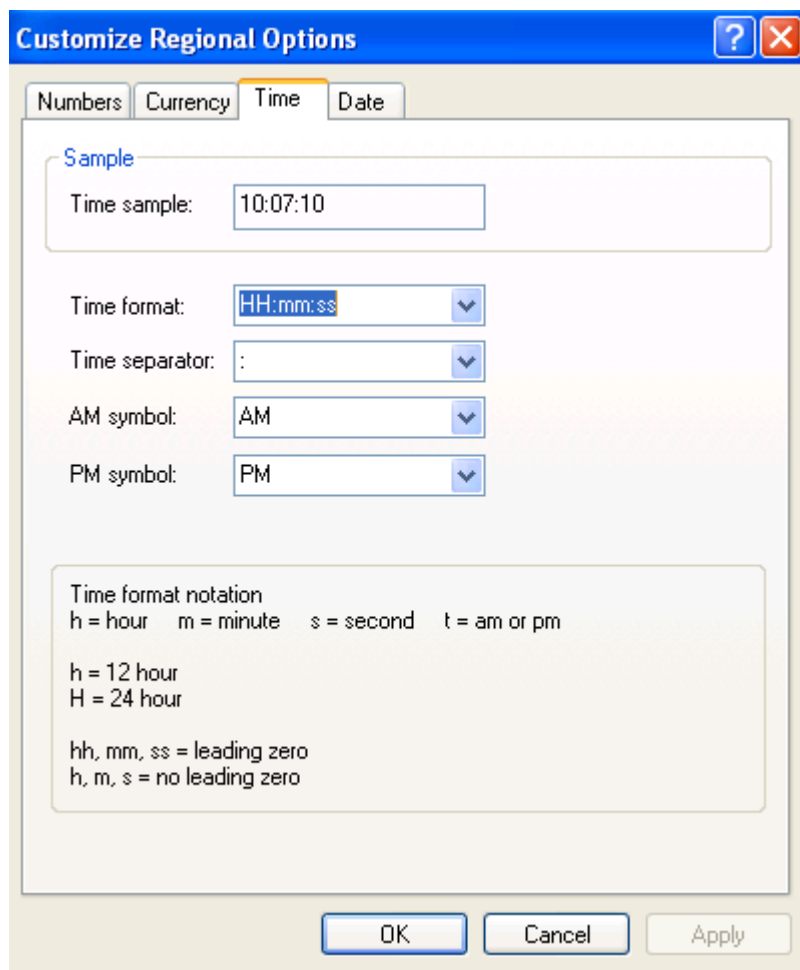 Customize Regional Options
Numbers Currency Time Date
Sample
Time sample: 10:07:10
Time format: HH:mm:ss
Time separator: :
AM symbol: AM
PM symbol: PM
Time format notation
h = hour m = minute s = second t = am or pm
h = 12 hour
H = 24 hour
hh, mm, ss = leading zero
h, m, s = no leading zero
OK Cancel Apply